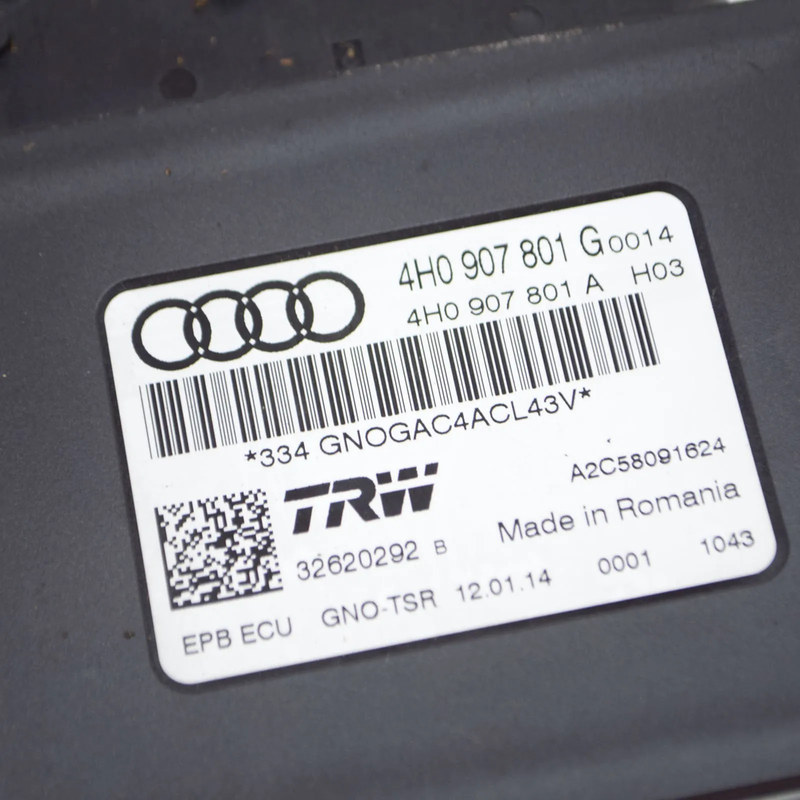 4H0 907 801 G 0014
4H0 907 801 A H03
*334 GNOGAC4ACL43V*
TRW A2C58091624
32620292 B Made in Romania
EPB ECU GNO-TSR 12.01.14 0001 1043